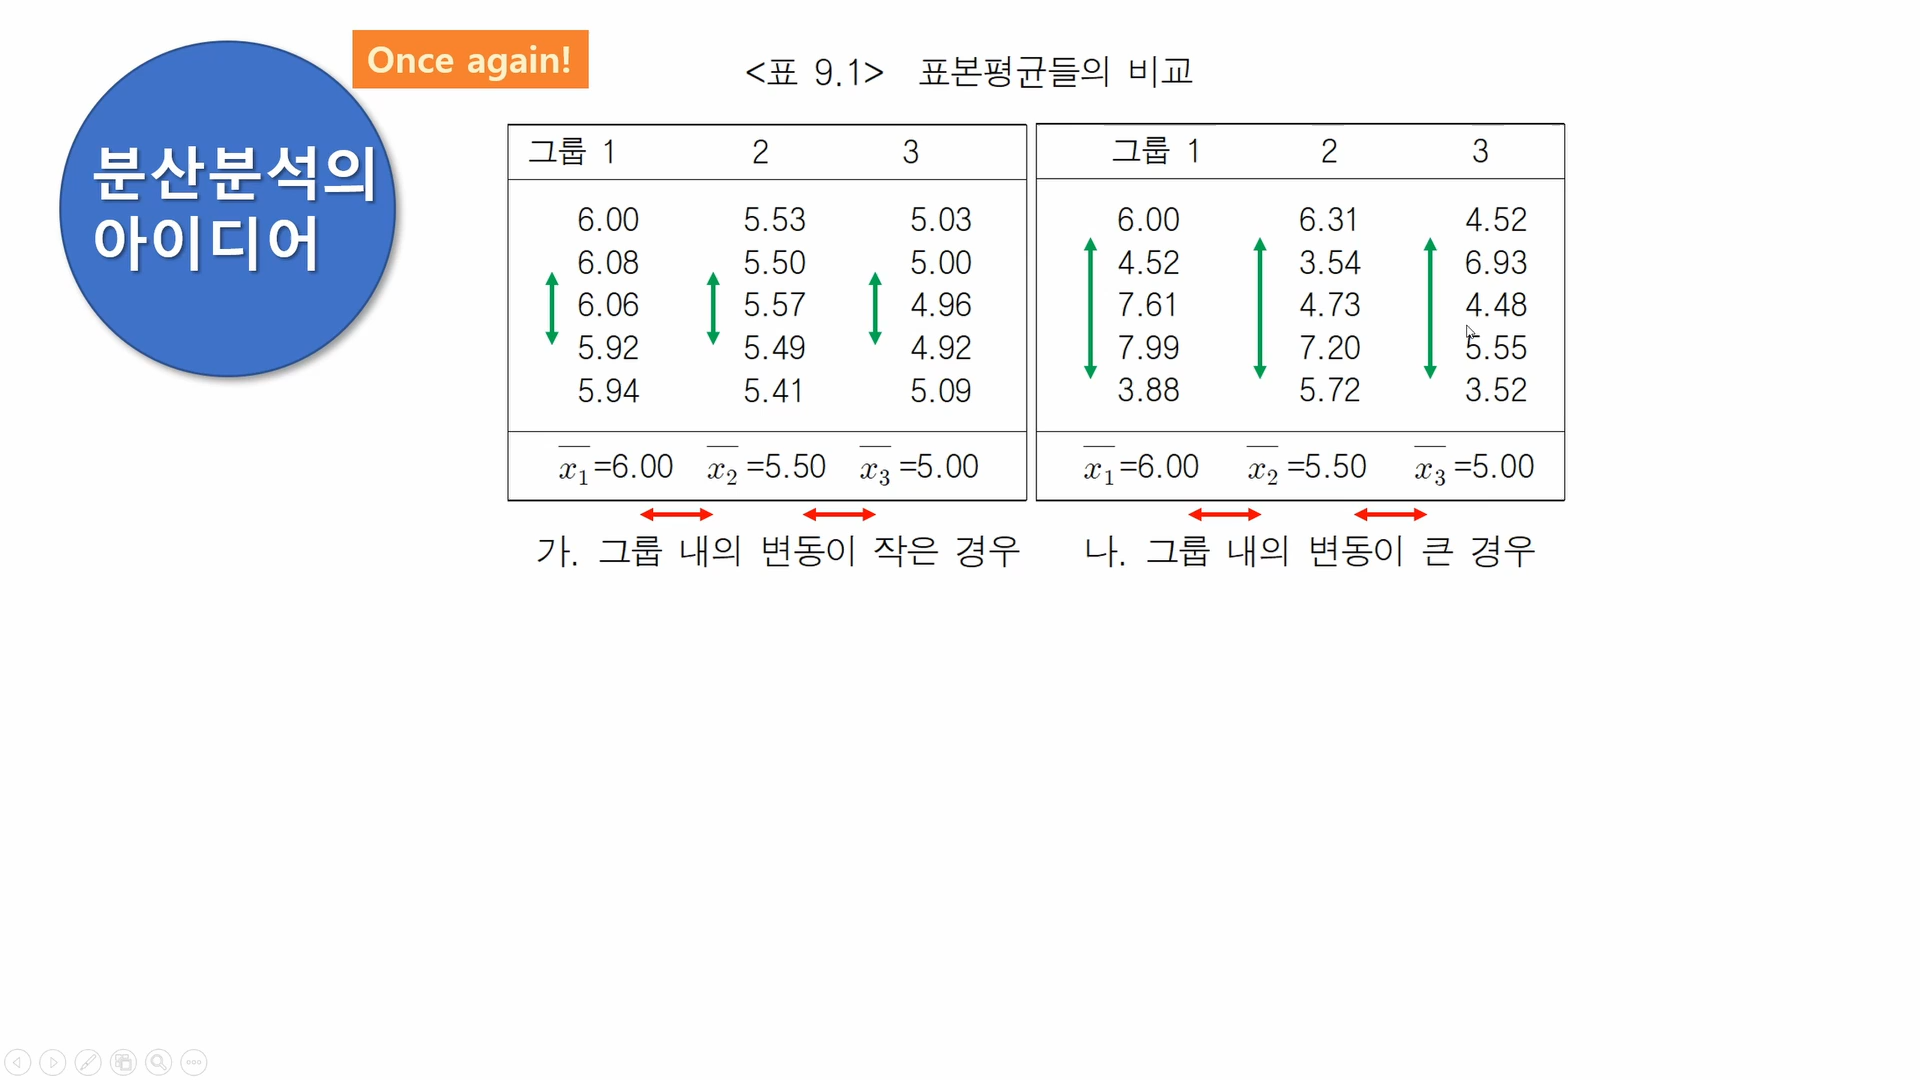 Once again!
분산분석의
아이디어
<표 9.1> 표본평균들의 비교
그룹 1 2 3
6.00 5.53 5.03
6.08 5.50 5.00
6.06 5.57 4.96
5.92 5.49 4.92
5.94 5.41 5.09
x̄₁=6.00 x̄₂=5.50 x̄₃=5.00
가. 그룹 내의 변동이 작은 경우
그룹 1 2 3
6.00 6.31 4.52
4.52 3.54 6.93
7.61 4.73 4.48
7.99 7.20 5.55
3.88 5.72 3.52
x̄₁=6.00 x̄₂=5.50 x̄₃=5.00
나. 그룹 내의 변동이 큰 경우